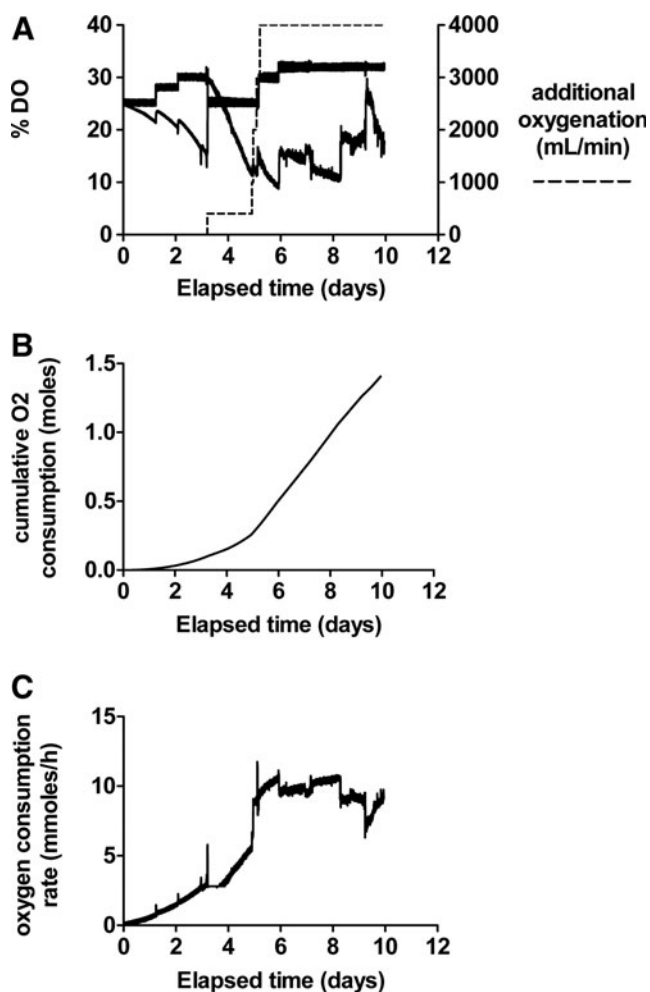 A
% DO
40
30
20
10
0
4000
3000
2000
1000
0
additional
oxygenation
(mL/min)
0 2 4 6 8 10 12
Elapsed time (days)
B
cumulative O2
consumption (moles)
1.5
1.0
0.5
0.0
0 2 4 6 8 10 12
Elapsed time (days)
C
oxygen consumption
rate (mmoles/h)
15
10
5
0
0 2 4 6 8 10 12
Elapsed time (days)